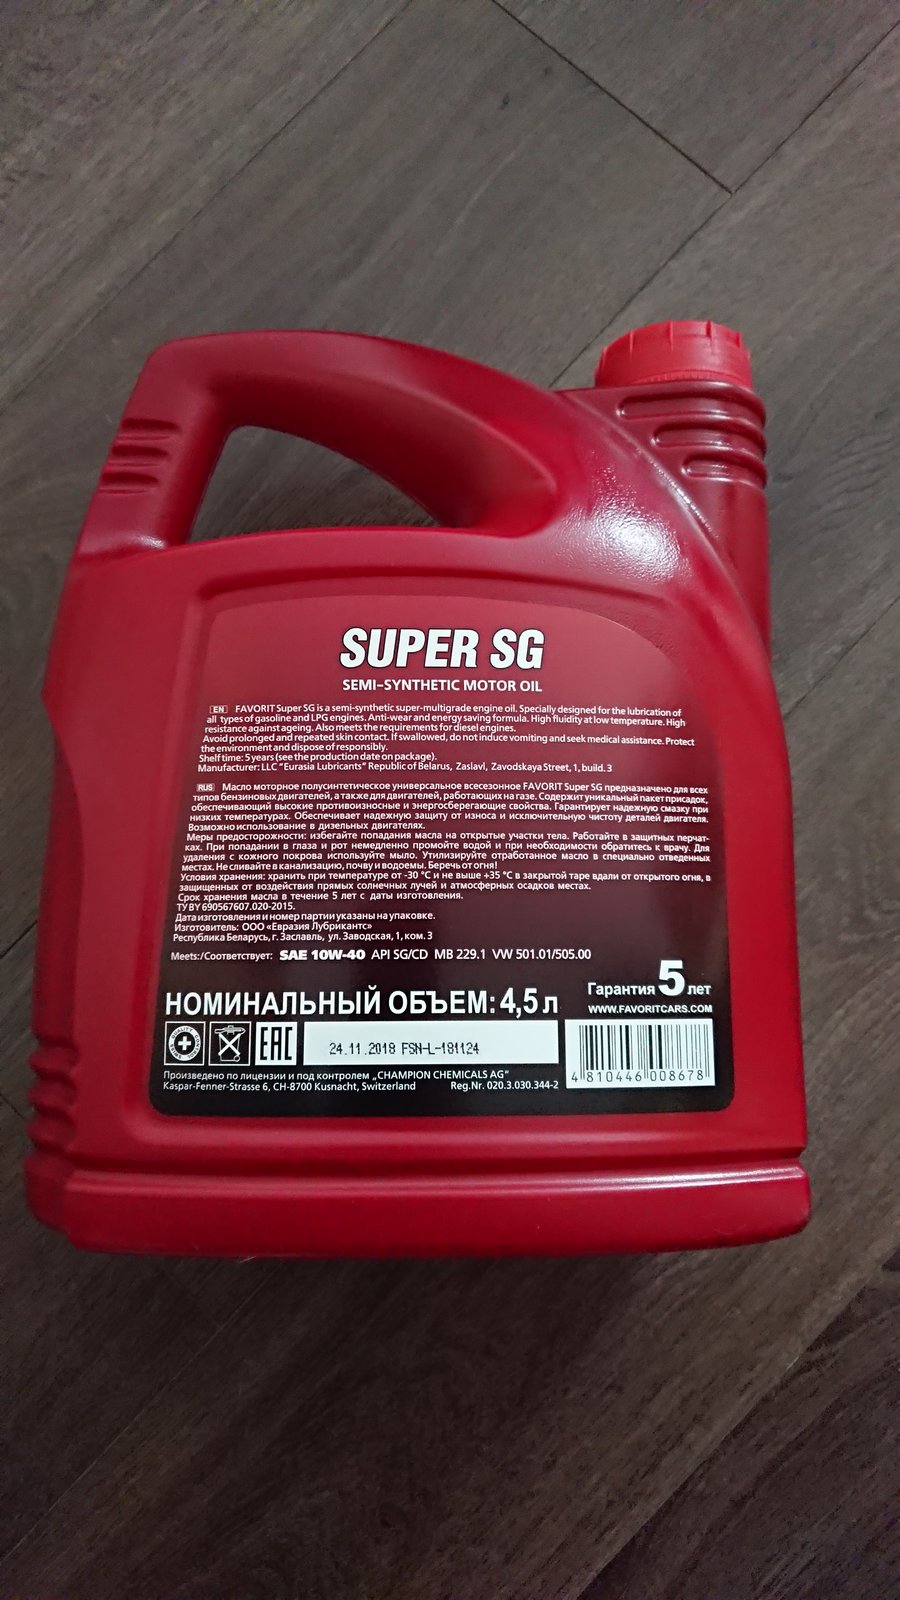 SUPER SG
SEMI-SYNTHETIC MOTOR OIL
EN FAVORIT Super SG is a semi-synthetic super-multigrade engine oil. Specially designed for the lubrication of
all types of gasoline and LPG engines. Anti-wear and energy saving formula. High fluidity at low temperature. High
resistance against ageing. Also meets the requirements for diesel engines.
Avoid prolonged and repeated skin contact. If swallowed, do not induce vomiting and seek medical assistance. Protect
the environment and dispose of responsibly.
Shelf time: 5 years (see the production date on package).
Manufacturer: LLC "Eurasia Lubricants" Republic of Belarus, Zaslavl, Zavodskaya Street, 1, build. 3
RUS Масло моторное полусинтетическое универсальное всесезонное FAVORIT Super SG предназначено для всех
типов бензиновых двигателей, а также для двигателей, работающих на газе. Содержит уникальный пакет присадок,
обеспечивающий высокие противоизносные и энергосберегающие свойства. Гарантирует надежную смазку при
низких температурах. Обеспечивает надежную защиту от износа и исключительную чистоту деталей двигателя.
Возможно использование в дизельных двигателях.
Меры предосторожности: избегайте попадания масла на открытые участки тела. Работайте в защитных перчат-
ках. При попадании в глаза и рот немедленно промойте водой и при необходимости обратитесь к врачу. Для
удаления с кожного покрова используйте мыло. Утилизируйте отработанное масло в специально отведенных
местах. Не сливайте в канализацию, почву и водоемы. Беречь от огня!
Условия хранения: хранить при температуре от -30 °C и не выше +35 °C в закрытой таре вдали от открытого огня, в
защищенных от воздействия прямых солнечных лучей и атмосферных осадков местах.
Срок хранения масла в течение 5 лет с даты изготовления.
ТУ BY 690567607.020-2015.
Дата изготовления и номер партии указаны на упаковке.
Изготовитель: ООО «Евразия Лубрикантс»
Республика Беларусь, г. Заславль, ул. Заводская, 1, ком. 3
Meets:/Соответствует: SAE 10W-40 API SG/CD MB 229.1 VW 501.01/505.00
Гарантия 5 лет
НОМИНАЛЬНЫЙ ОБЪЕМ: 4,5 л
WWW.FAVORITCARS.COM
EAC
24.11.2018 FSN-L-181124
4 810446 008678
Произведено по лицензии и под контролем „CHAMPION CHEMICALS AG"
Kaspar-Fenner-Strasse 6, CH-8700 Kusnacht, Switzerland Reg.Nr. 020.3.030.344-2